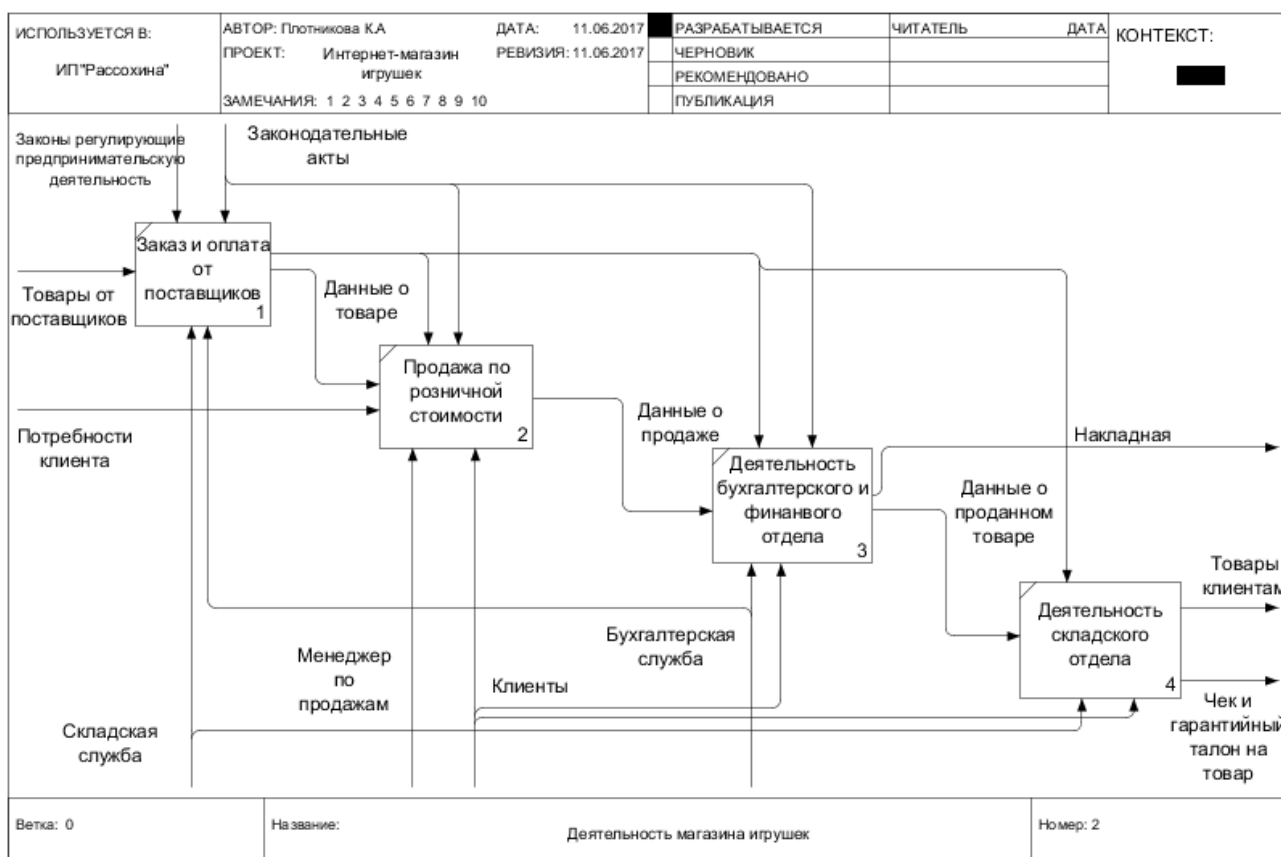 ИСПОЛЬЗУЕТСЯ В:
ИП"Рассохина"
АВТОР: Плотникова К.А
ДАТА: 11.06.2017
ПРОЕКТ: Интернет-магазин
игрушек
РЕВИЗИЯ: 11.06.2017
ЗАМЕЧАНИЯ: 1 2 3 4 5 6 7 8 9 10
РАЗРАБАТЫВАЕТСЯ
ЧЕРНОВИК
РЕКОМЕНДОВАНО
ПУБЛИКАЦИЯ
ЧИТАТЕЛЬ
ДАТА
КОНТЕКСТ:
Законы регулирующие
предпринимательскую
деятельность
Законодательные
акты
Заказ и оплата
от
поставщиков
1
Товары от
поставщиков
Данные о
товаре
Продажа по
розничной
стоимости
2
Потребности
клиента
Данные о
продаже
Деятельность
бухгалтерского и
финанвого
отдела
3
Накладная
Данные о
проданном
товаре
Товары
клиентам
Деятельность
складского
отдела
4
Чек и
гарантийный
талон на
товар
Бухгалтерская
служба
Менеджер
по
продажам
Клиенты
Складская
служба
Ветка: 0
Название:
Деятельность магазина игрушек
Номер: 2